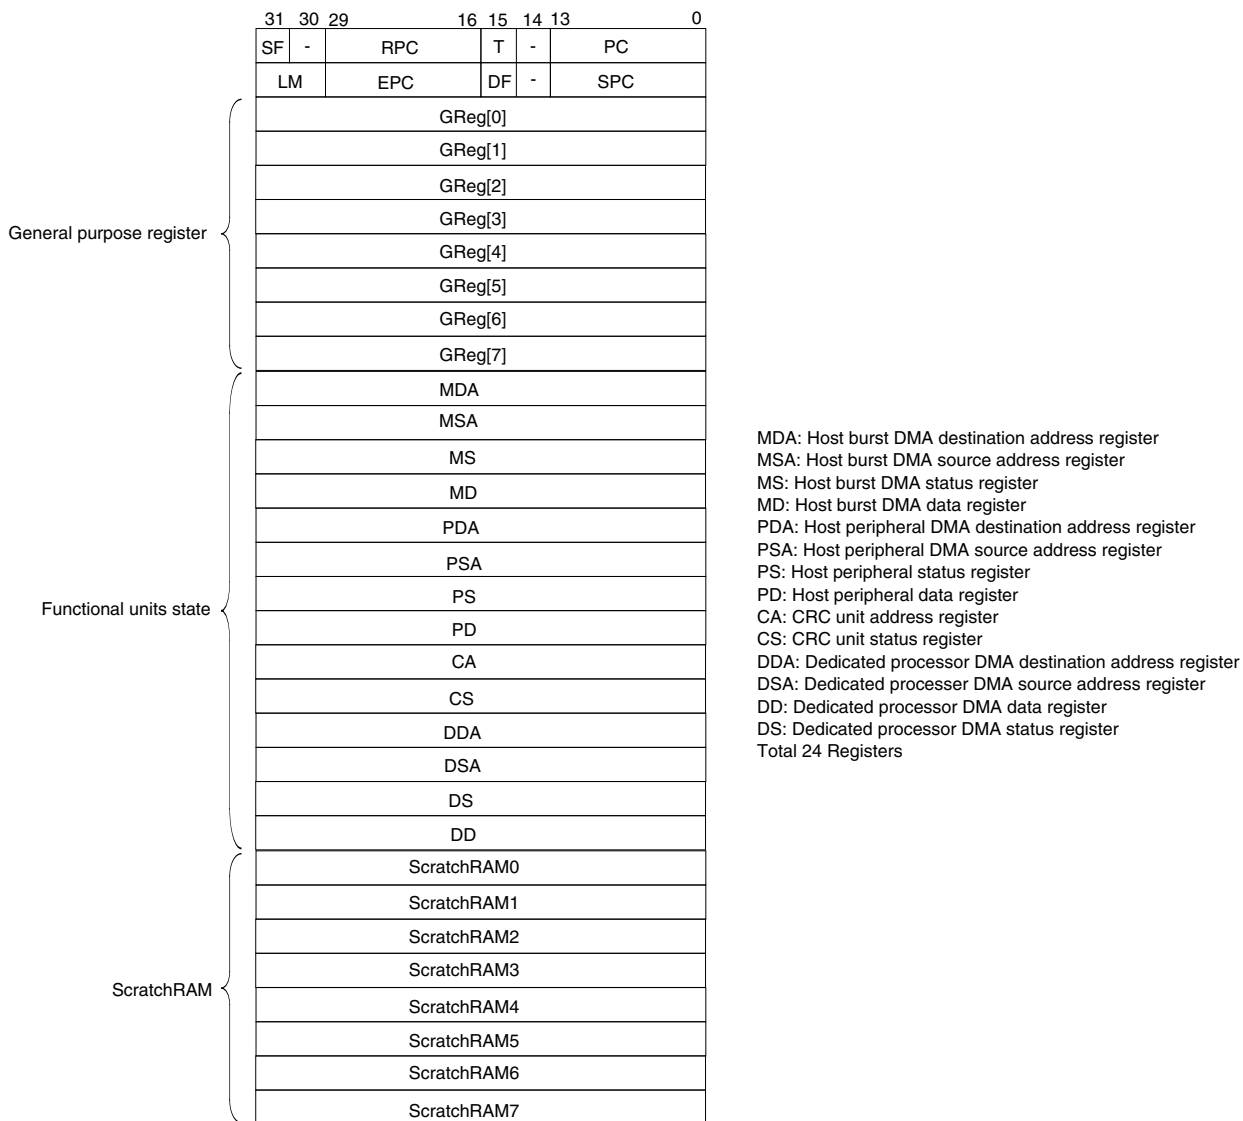 31 30 29 16 15 14 13 0
SF - RPC T - PC
LM EPC DF - SPC
GReg[0]
GReg[1]
GReg[2]
GReg[3]
General purpose register
GReg[4]
GReg[5]
GReg[6]
GReg[7]
MDA
MSA
MS
MD
PDA
PSA
PS
Functional units state
PD
CA
CS
DDA
DSA
DS
DD
MDA: Host burst DMA destination address register
MSA: Host burst DMA source address register
MS: Host burst DMA status register
MD: Host burst DMA data register
PDA: Host peripheral DMA destination address register
PSA: Host peripheral DMA source address register
PS: Host peripheral status register
PD: Host peripheral data register
CA: CRC unit address register
CS: CRC unit status register
DDA: Dedicated processor DMA destination address register
DSA: Dedicated processer DMA source address register
DD: Dedicated processor DMA data register
DS: Dedicated processor DMA status register
Total 24 Registers
ScratchRAM0
ScratchRAM1
ScratchRAM2
ScratchRAM3
ScratchRAM
ScratchRAM4
ScratchRAM5
ScratchRAM6
ScratchRAM7